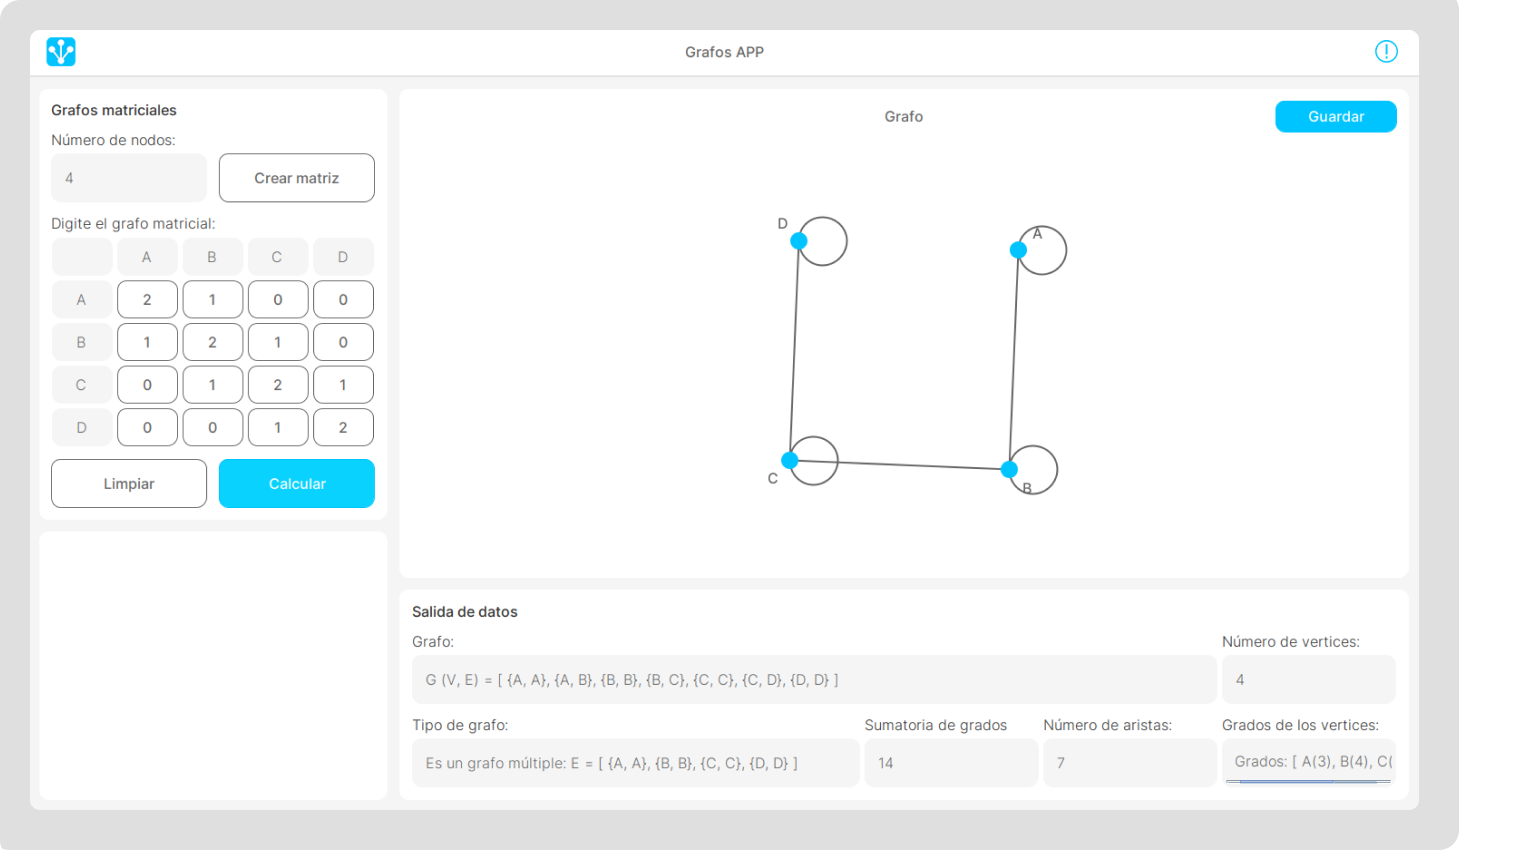 Grafos APP
Grafos matriciales
Número de nodos:
4
Crear matriz
Digite el grafo matricial:
A B C D
A 2 1 0 0
B 1 2 1 0
C 0 1 2 1
D 0 0 1 2
Limpiar
Calcular
Grafo
Guardar
D
A
C
B
Salida de datos
Grafo:
G (V, E) = [ {A, A}, {A, B}, {B, B}, {B, C}, {C, C}, {C, D}, {D, D} ]
Número de vertices:
4
Tipo de grafo:
Es un grafo múltiple: E = [ {A, A}, {B, B}, {C, C}, {D, D} ]
Sumatoria de grados
14
Número de aristas:
7
Grados de los vertices:
Grados: [ A(3), B(4), C(